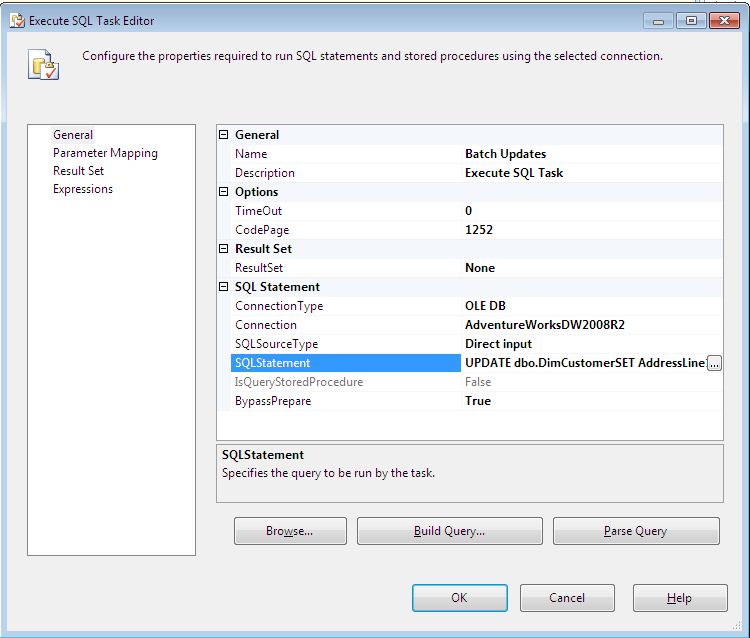 Execute SQL Task Editor
Configure the properties required to run SQL statements and stored procedures using the selected connection.
General
Parameter Mapping
Result Set
Expressions
General
Name Batch Updates
Description Execute SQL Task
Options
TimeOut 0
CodePage 1252
Result Set
ResultSet None
SQL Statement
ConnectionType OLE DB
Connection AdventureWorksDW2008R2
SQLSourceType Direct input
SQLStatement UPDATE dbo.DimCustomerSET AddressLine ...
IsQueryStoredProcedure False
BypassPrepare True
SQLStatement
Specifies the query to be run by the task.
Browse... Build Query... Parse Query
OK Cancel Help